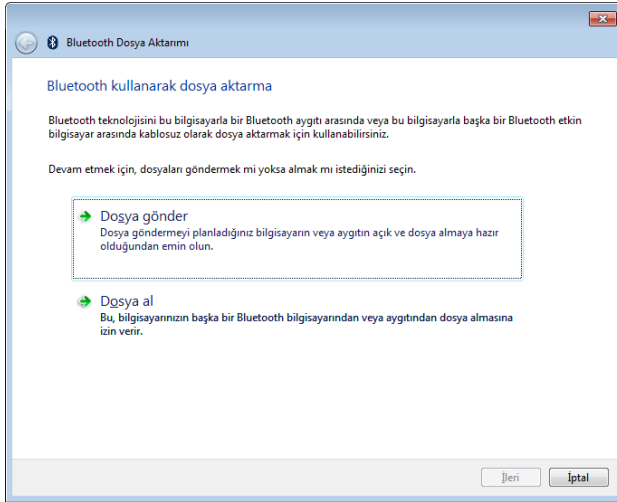 Bluetooth Dosya Aktarımı
Bluetooth kullanarak dosya aktarma
Bluetooth teknolojisini bu bilgisayarla bir Bluetooth aygıtı arasında veya bu bilgisayarla başka bir Bluetooth etkin
bilgisayar arasında kablosuz olarak dosya aktarmak için kullanabilirsiniz.
Devam etmek için, dosyaları göndermek mi yoksa almak mı istediğinizi seçin.
Dosya gönder
Dosya göndermeyi planladığınız bilgisayarın veya aygıtın açık ve dosya almaya hazır
olduğundan emin olun.
Dosya al
Bu, bilgisayarınızın başka bir Bluetooth bilgisayarından veya aygıtından dosya almasına
izin verir.
İleri
İptal